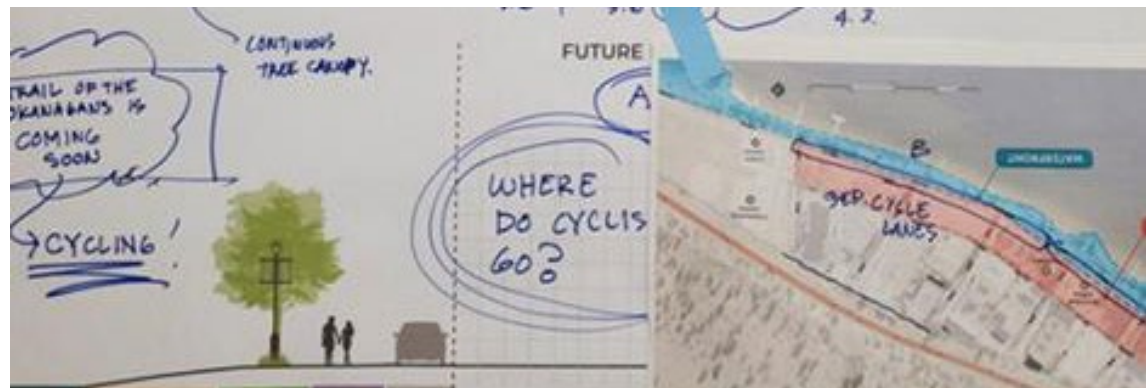 CONTINUOUS
TREE CANOPY.
TRAIL OF THE
OKANAGANS IS
COMING
SOON
CYCLING!
FUTURE
A
WHERE
DO CYCLIS
GO?
4.2.
B
WATERFRONT
SEP. CYCLE
LANES